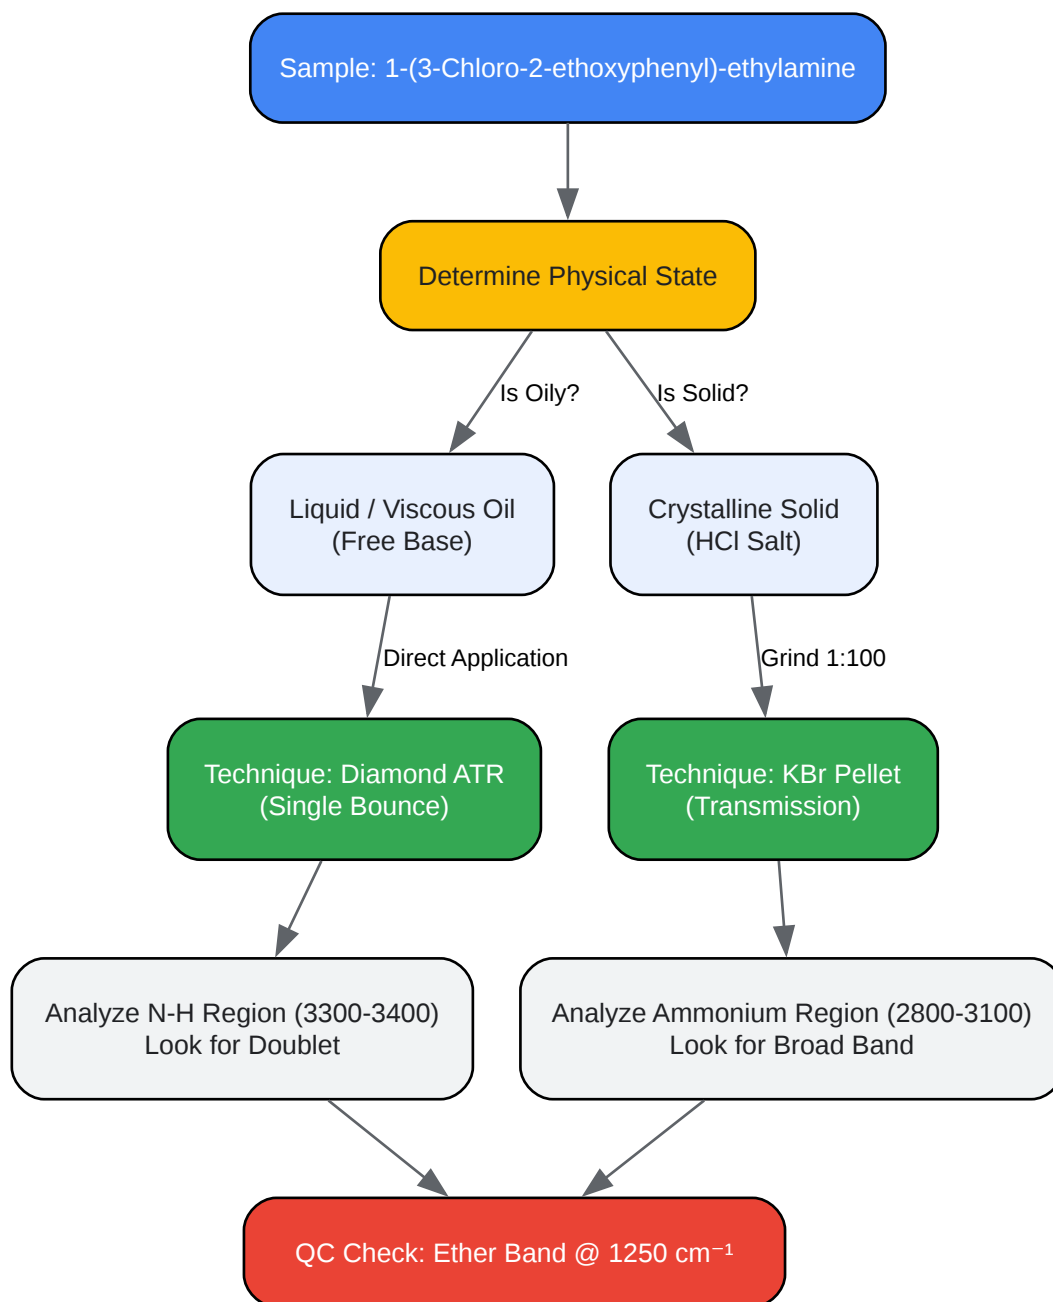 Sample: 1-(3-Chloro-2-ethoxyphenyl)-ethylamine
Determine Physical State
Is Oily?
Is Solid?
Liquid / Viscous Oil
(Free Base)
Crystalline Solid
(HCl Salt)
Direct Application
Grind 1:100
Technique: Diamond ATR
(Single Bounce)
Technique: KBr Pellet
(Transmission)
Analyze N-H Region (3300-3400)
Look for Doublet
Analyze Ammonium Region (2800-3100)
Look for Broad Band
QC Check: Ether Band @ 1250 cm⁻¹